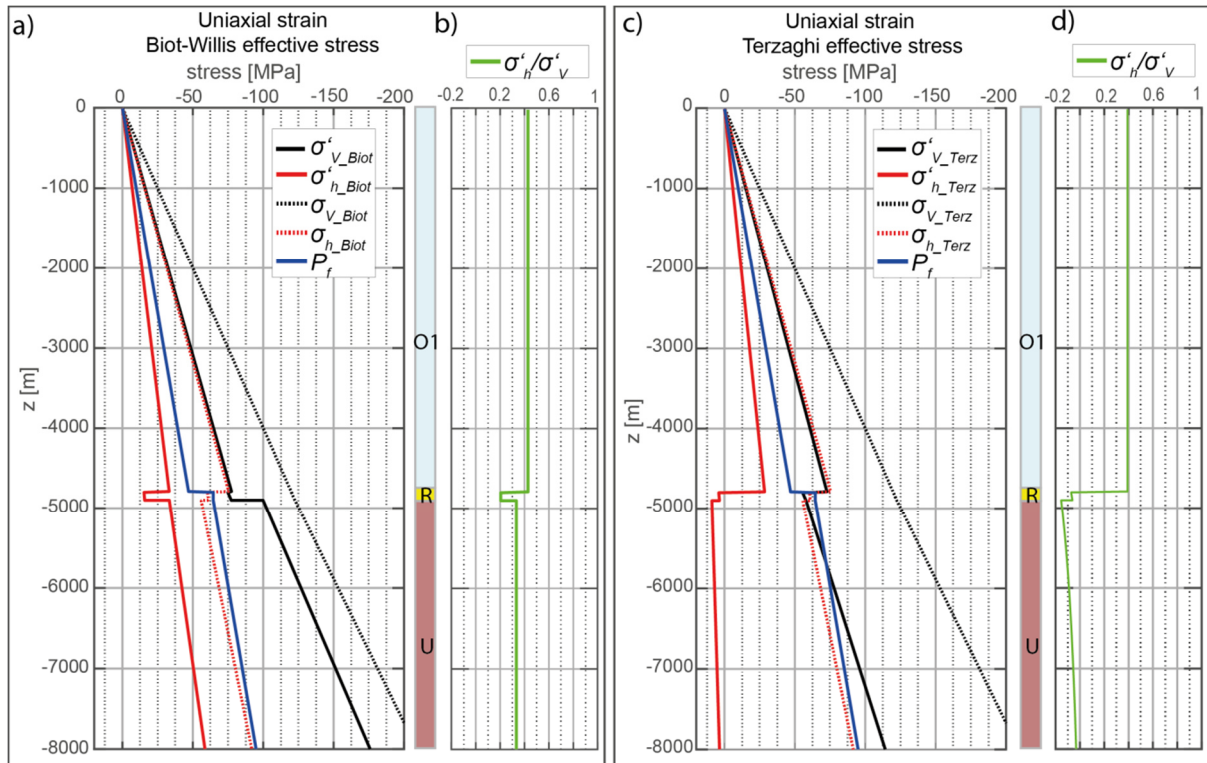 a)
Uniaxial strain
Biot-Willis effective stress
stress [MPa]
0 -50 -100 -150 -200
0
-1000
-2000
-3000
-4000
-5000
-6000
-7000
-8000
z [m]
σ‘V_Biot
σ‘h_Biot
σV_Biot
σh_Biot
Pf
O1
R
U
b)
σ‘h/σ‘V
-0.2 0.2 0.6 1
c)
Uniaxial strain
Terzaghi effective stress
stress [MPa]
0 -50 -100 -150 -200
0
-1000
-2000
-3000
-4000
-5000
-6000
-7000
-8000
z [m]
σ‘V_Terz
σ‘h_Terz
σV_Terz
σh_Terz
Pf
O1
R
U
d)
σ‘h/σ‘V
-0.2 0.2 0.6 1